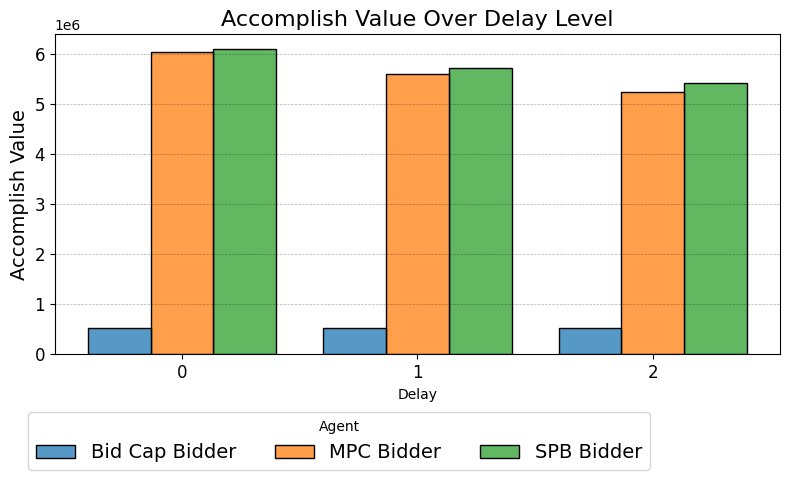 Accomplish Value Over Delay Level
1e6
Accomplish Value
6
5
4
3
2
1
0
0 1 2
Delay
Agent
Bid Cap Bidder MPC Bidder SPB Bidder